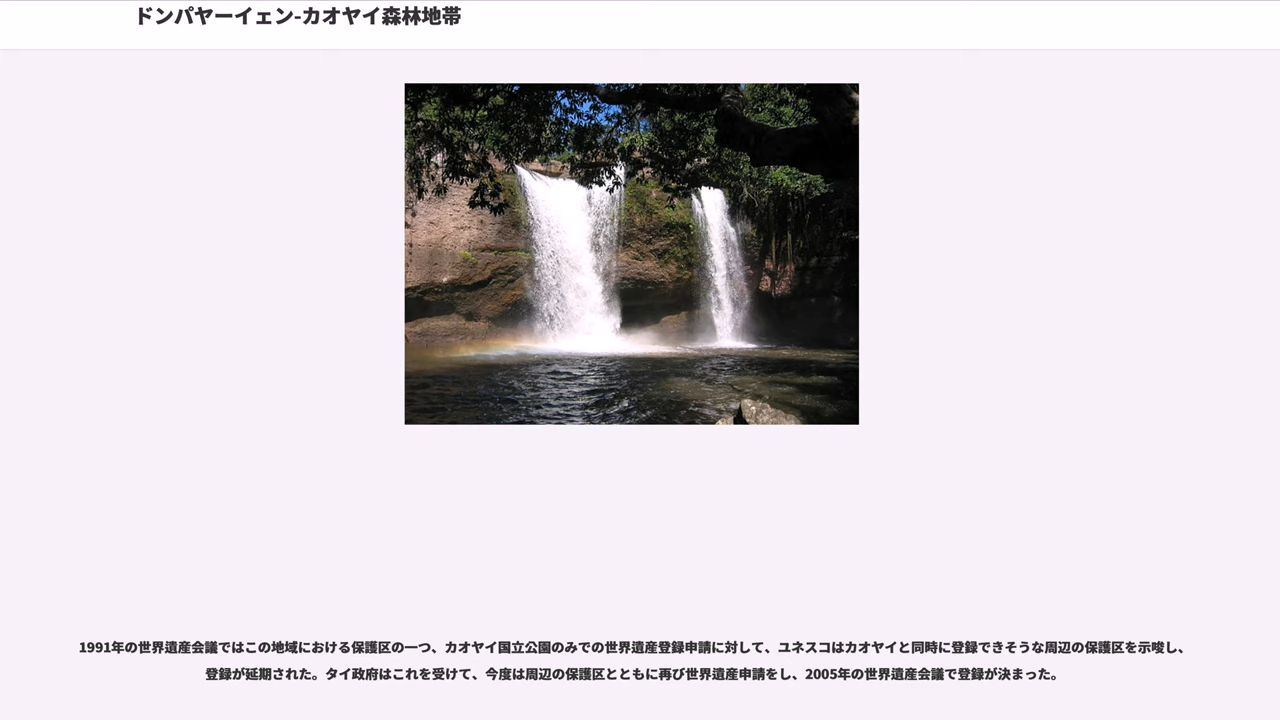 ドンパヤーイェン-カオヤイ森林地帯
1991年の世界遺産会議ではこの地域における保護区の一つ、カオヤイ国立公園のみでの世界遺産登録申請に対して、ユネスコはカオヤイと同時に登録できそうな周辺の保護区を示唆し、
登録が延期された。タイ政府はこれを受けて、今度は周辺の保護区とともに再び世界遺産申請をし、2005年の世界遺産会議で登録が決まった。